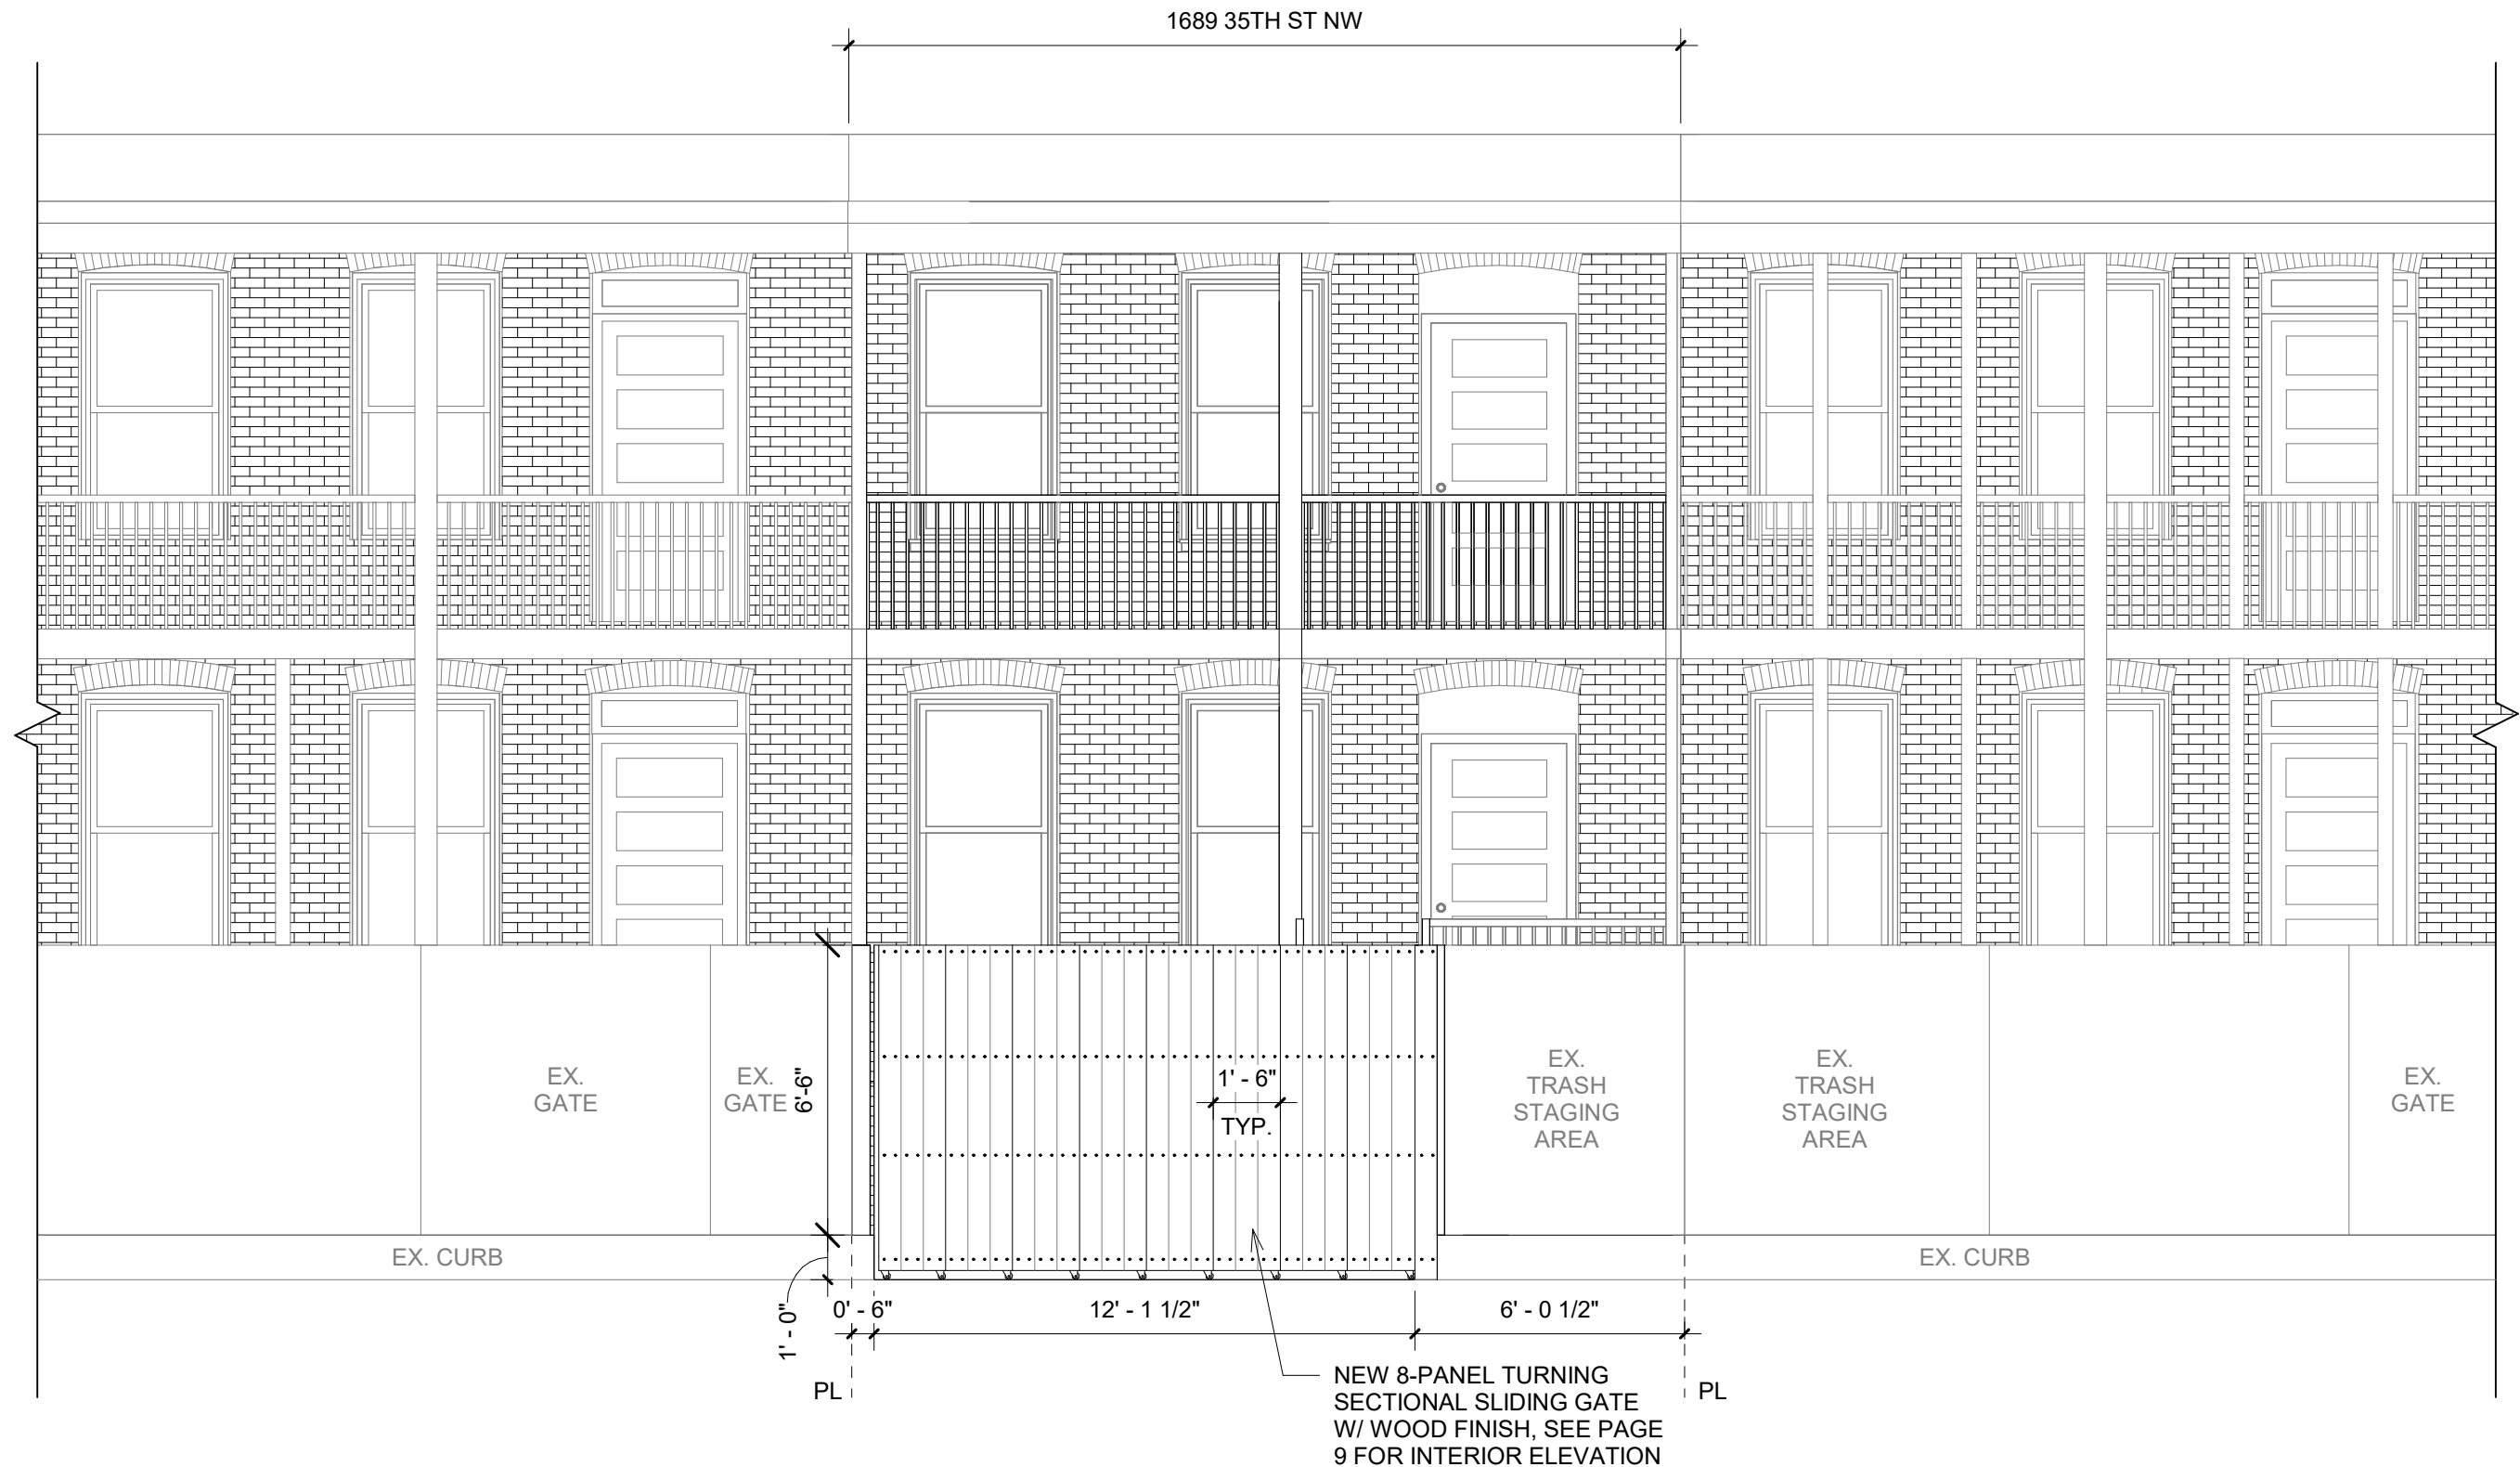 1689 35TH ST NW
EX.
GATE
EX.
GATE
6'-6"
1' - 6"
TYP.
EX.
TRASH
STAGING
AREA
EX.
TRASH
STAGING
AREA
EX.
GATE
EX. CURB
EX. CURB
1' - 0"
0' - 6"
12' - 1 1/2"
6' - 0 1/2"
PL
PL
NEW 8-PANEL TURNING
SECTIONAL SLIDING GATE
W/ WOOD FINISH, SEE PAGE
9 FOR INTERIOR ELEVATION